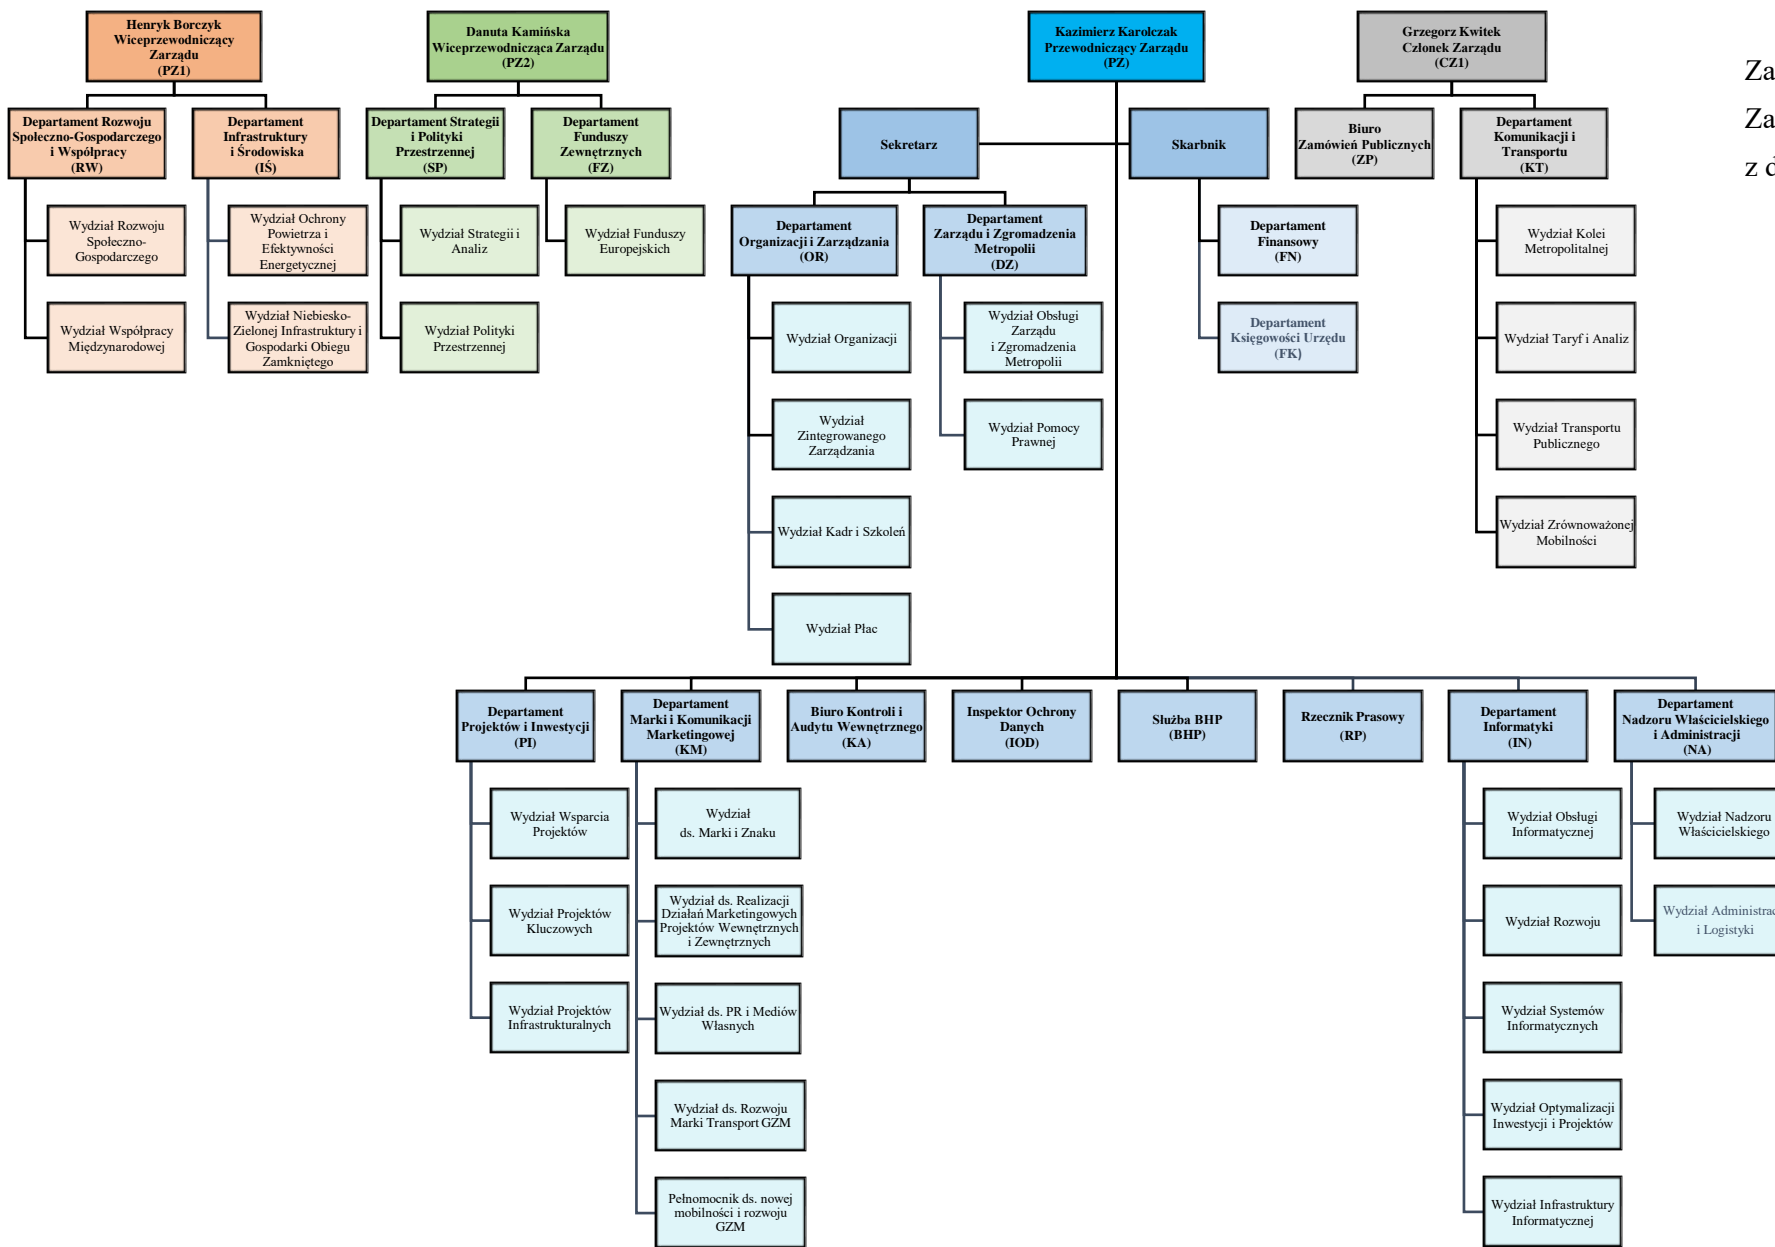 Henryk Borczyk
Wiceprzewodniczący
Zarządu
(PZ1)
Danuta Kamińska
Wiceprzewodnicząca Zarządu
(PZ2)
Kazimierz Karolczak
Przewodniczący Zarządu
(PZ)
Grzegorz Kwitek
Członek Zarządu
(CZ1)
Za
Za
z d
Departament Rozwoju
Społeczno-Gospodarczego
i Współpracy
(RW)
Departament
Infrastruktury
i Środowiska
(IŚ)
Departament Strategii
i Polityki
Przestrzennej
(SP)
Departament
Funduszy
Zewnętrznych
(FZ)
Sekretarz
Skarbnik
Biuro
Zamówień Publicznych
(ZP)
Departament
Komunikacji i
Transportu
(KT)
Wydział Rozwoju
Społeczno-
Gospodarczego
Wydział Ochrony
Powietrza i
Efektywności
Energetycznej
Wydział Strategii i
Analiz
Wydział Funduszy
Europejskich
Departament
Organizacji i Zarządzania
(OR)
Departament
Zarządu i Zgromadzenia
Metropolii
(DZ)
Departament
Finansowy
(FN)
Wydział Kolei
Metropolitalnej
Wydział Współpracy
Międzynarodowej
Wydział Niebiesko-
Zielonej Infrastruktury i
Gospodarki Obiegu
Zamkniętego
Wydział Polityki
Przestrzennej
Wydział Organizacji
Wydział Obsługi
Zarządu
i Zgromadzenia
Metropolii
Departament
Księgowości Urzędu
(FK)
Wydział Taryf i Analiz
Wydział
Zintegrowanego
Zarządzania
Wydział Pomocy
Prawnej
Wydział Transportu
Publicznego
Wydział Kadr i Szkoleń
Wydział Zrównoważonej
Mobilności
Wydział Płac
Departament
Projektów i Inwestycji
(PI)
Departament
Marki i Komunikacji
Marketingowej
(KM)
Biuro Kontroli i
Audytu Wewnętrznego
(KA)
Inspektor Ochrony
Danych
(IOD)
Służba BHP
(BHP)
Rzecznik Prasowy
(RP)
Departament
Informatyki
(IN)
Departament
Nadzoru Właścicielskiego
i Administracji
(NA)
Wydział Wsparcia
Projektów
Wydział
ds. Marki i Znaku
Wydział Obsługi
Informatycznej
Wydział Nadzoru
Właścicielskiego
Wydział Projektów
Kluczowych
Wydział ds. Realizacji
Działań Marketingowych
Projektów Wewnętrznych
i Zewnętrznych
Wydział Rozwoju
Wydział Administrac
i Logistyki
Wydział Projektów
Infrastrukturalnych
Wydział ds. PR i Mediów
Własnych
Wydział Systemów
Informatycznych
Wydział ds. Rozwoju
Marki Transport GZM
Wydział Optymalizacji
Inwestycji i Projektów
Pełnomocnik ds. nowej
mobilności i rozwoju
GZM
Wydział Infrastruktury
Informatycznej